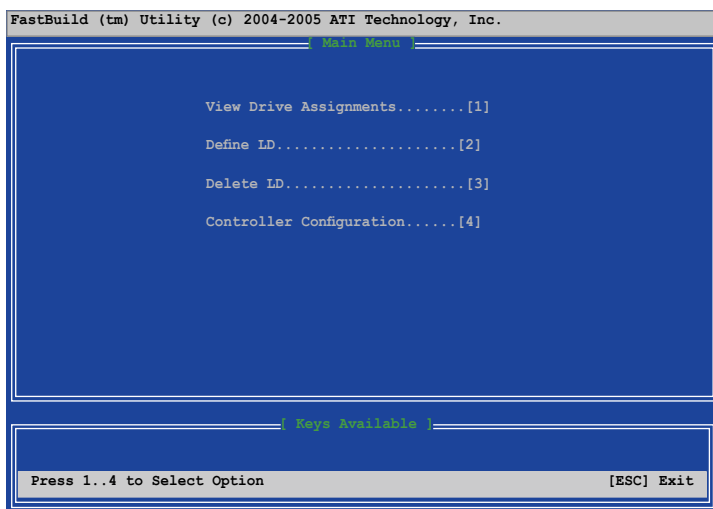 FastBuild (tm) Utility (c) 2004-2005 ATI Technology, Inc.
[ Main Menu ]
View Drive Assignments........[1]
Define LD.....................[2]
Delete LD.....................[3]
Controller Configuration......[4]
[ Keys Available ]
Press 1..4 to Select Option [ESC] Exit